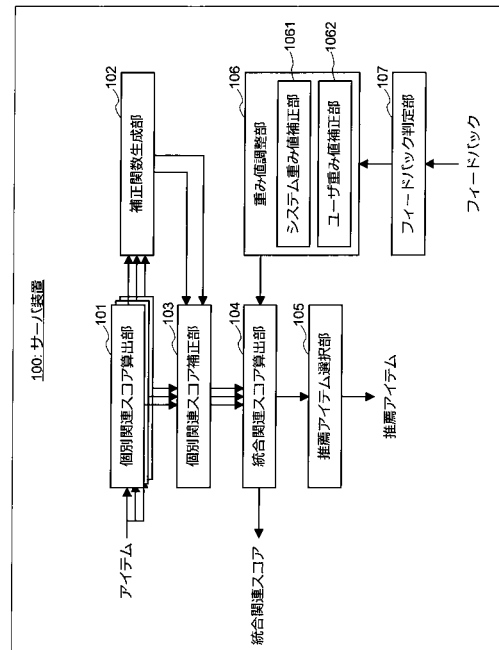 100: サーバ装置
アイテム
101
個別関連スコア算出部
102
補正関数生成部
103
個別関連スコア補正部
統合関連スコア
104
統合関連スコア算出部
106
重み値調整部
1061
システム重み値補正部
1062
ユーザ重み値補正部
105
推薦アイテム選択部
107
フィードバック判定部
推薦アイテム
フィードバック